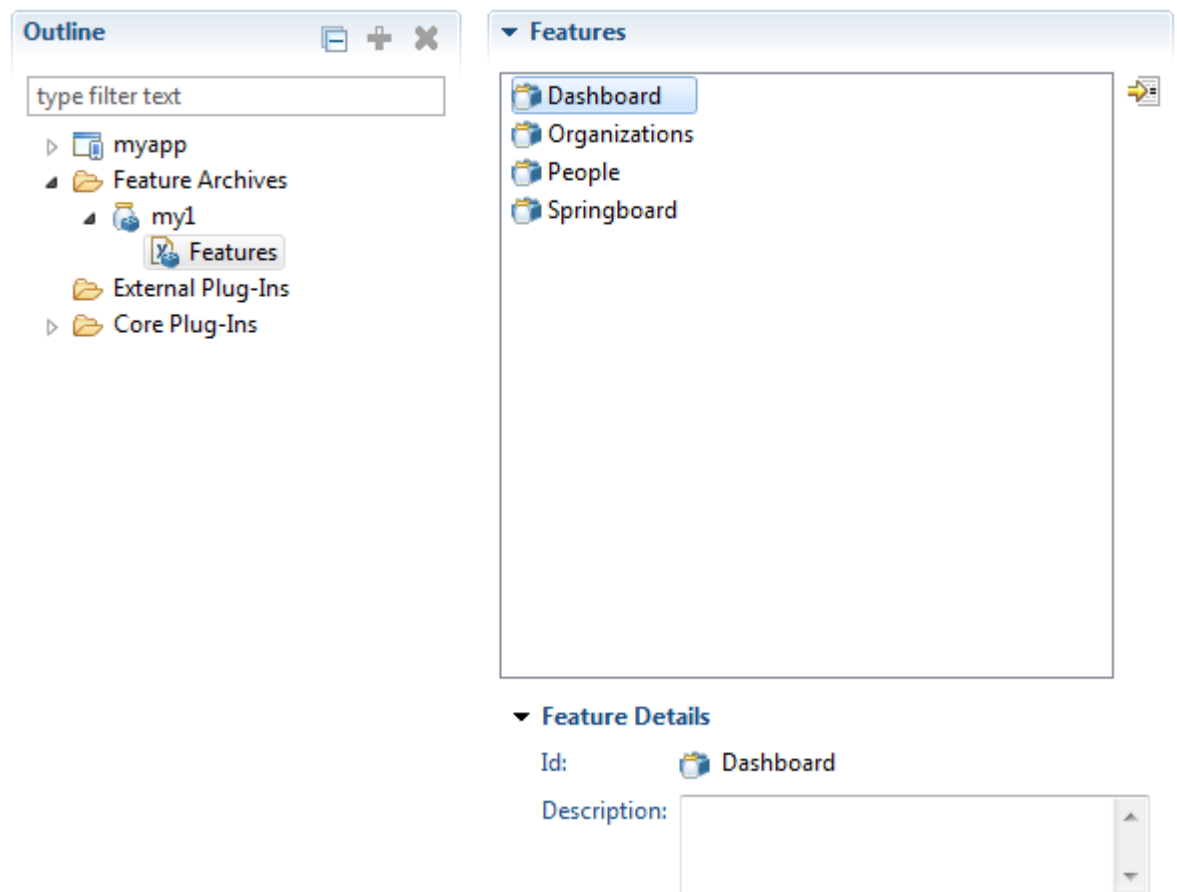 Outline
type filter text
myapp
Feature Archives
my1
Features
External Plug-Ins
Core Plug-Ins
Features
Dashboard
Organizations
People
Springboard
Feature Details
Id: Dashboard
Description: